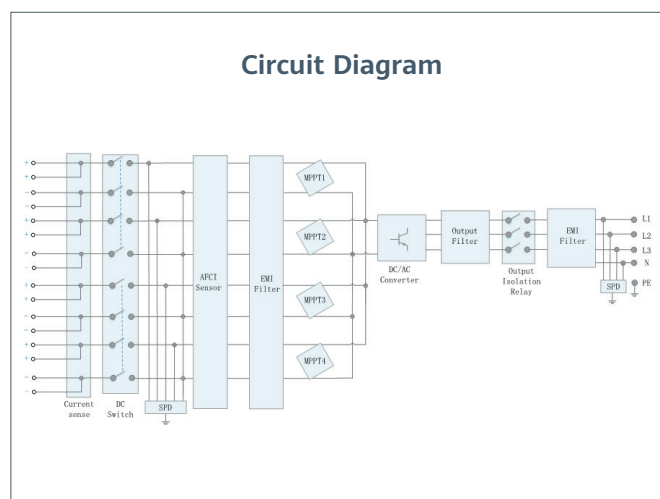 Circuit Diagram
+
+
−
−
+
+
−
−
+
+
−
−
+
+
−
−
Current
sense
DC
Switch
SPD
AFCI
Sensor
EMI
Filter
MPPT1
MPPT2
MPPT3
MPPT4
DC/AC
Converter
Output
Filter
Output
Isolation
Relay
EMI
Filter
SPD
L1
L2
L3
N
PE